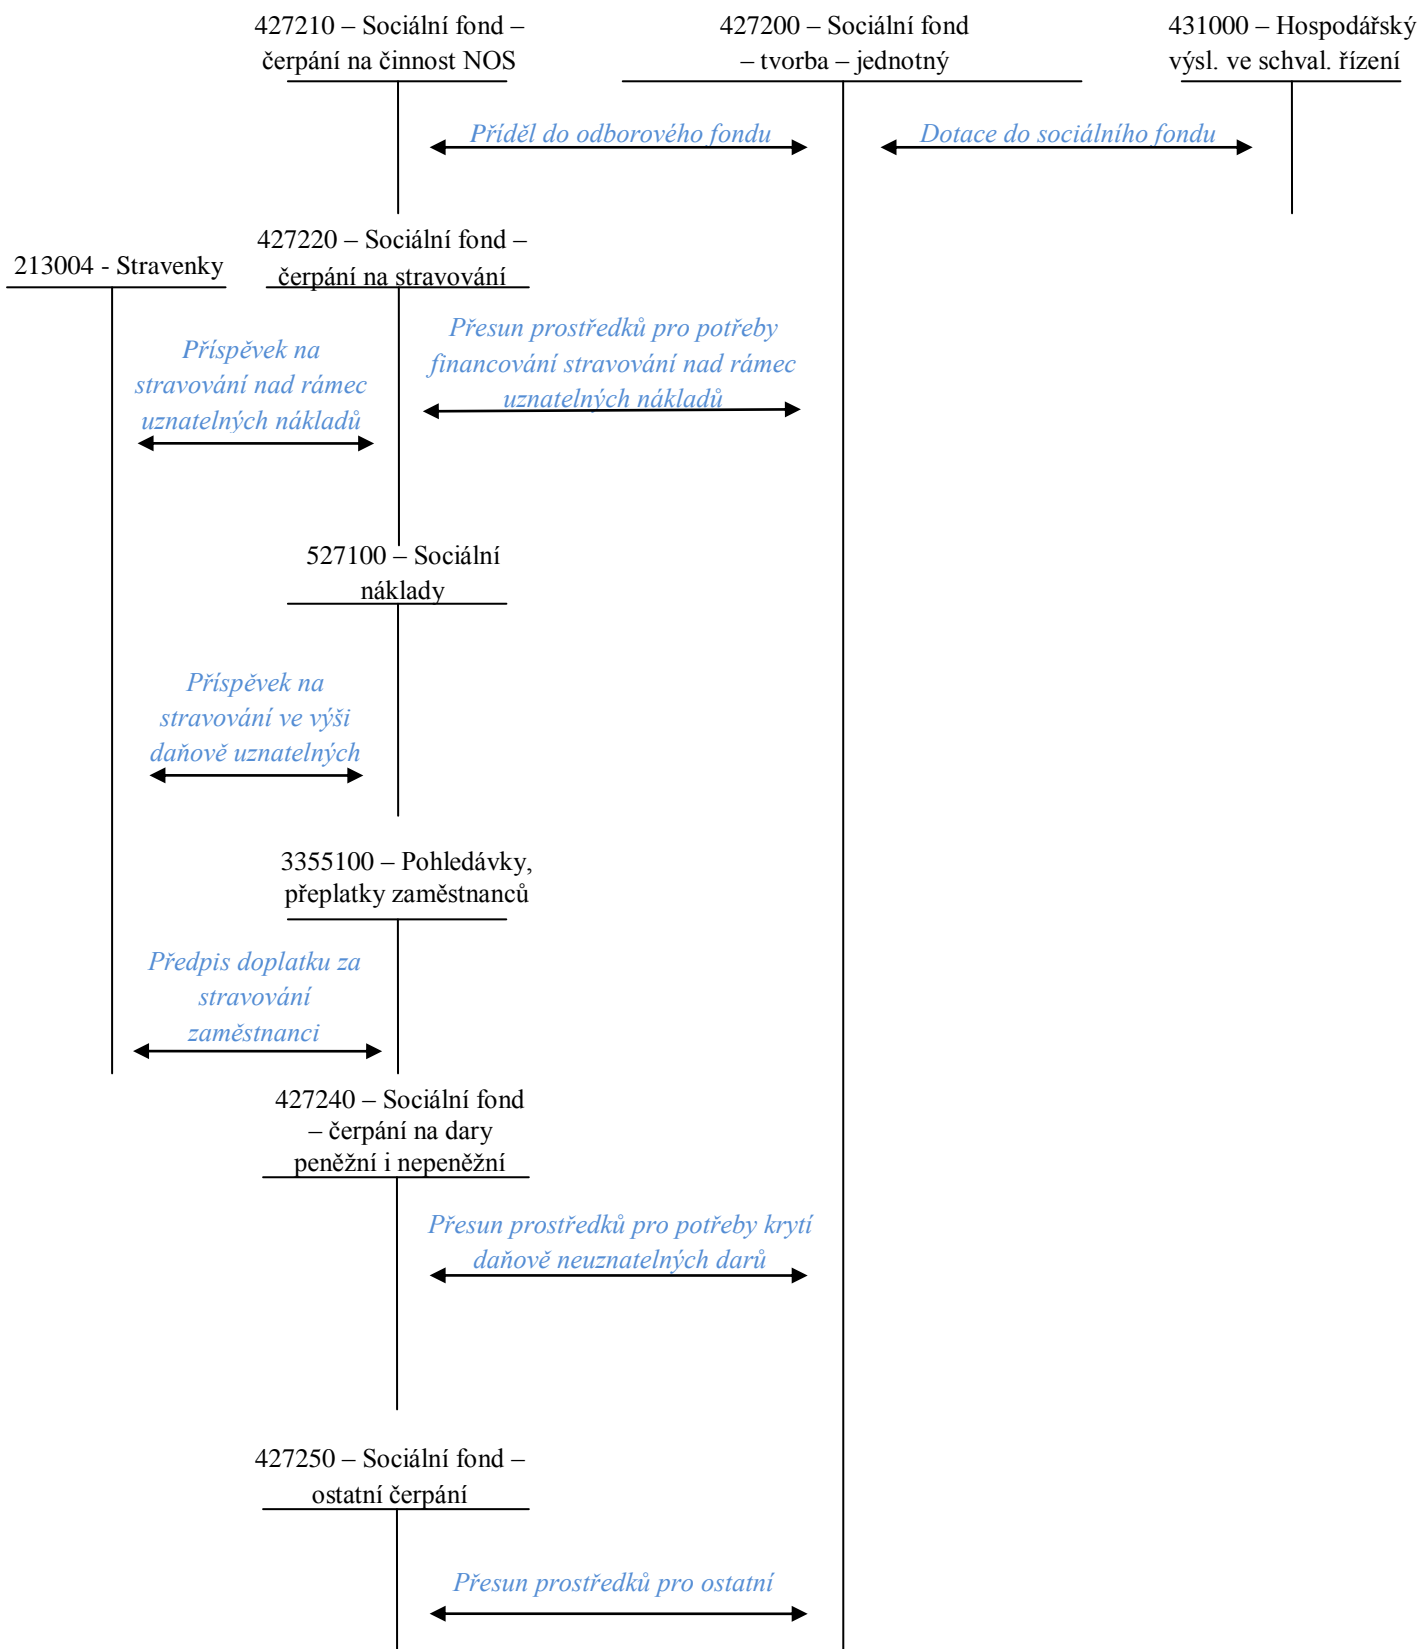 427210 – Sociální fond –
čerpání na činnost NOS
427200 – Sociální fond
– tvorba – jednotný
431000 – Hospodářský
výsl. ve schval. řízení
Příděl do odborového fondu
Dotace do sociálního fondu
213004 - Stravenky
427220 – Sociální fond –
čerpání na stravování
Příspěvek na
stravování nad rámec
uznatelných nákladů
Přesun prostředků pro potřeby
financování stravování nad rámec
uznatelných nákladů
527100 – Sociální
náklady
Příspěvek na
stravování ve výši
daňově uznatelných
3355100 – Pohledávky,
přeplatky zaměstnanců
Předpis doplatku za
stravování
zaměstnanci
427240 – Sociální fond
– čerpání na dary
peněžní i nepeněžní
Přesun prostředků pro potřeby krytí
daňově neuznatelných darů
427250 – Sociální fond –
ostatní čerpání
Přesun prostředků pro ostatní